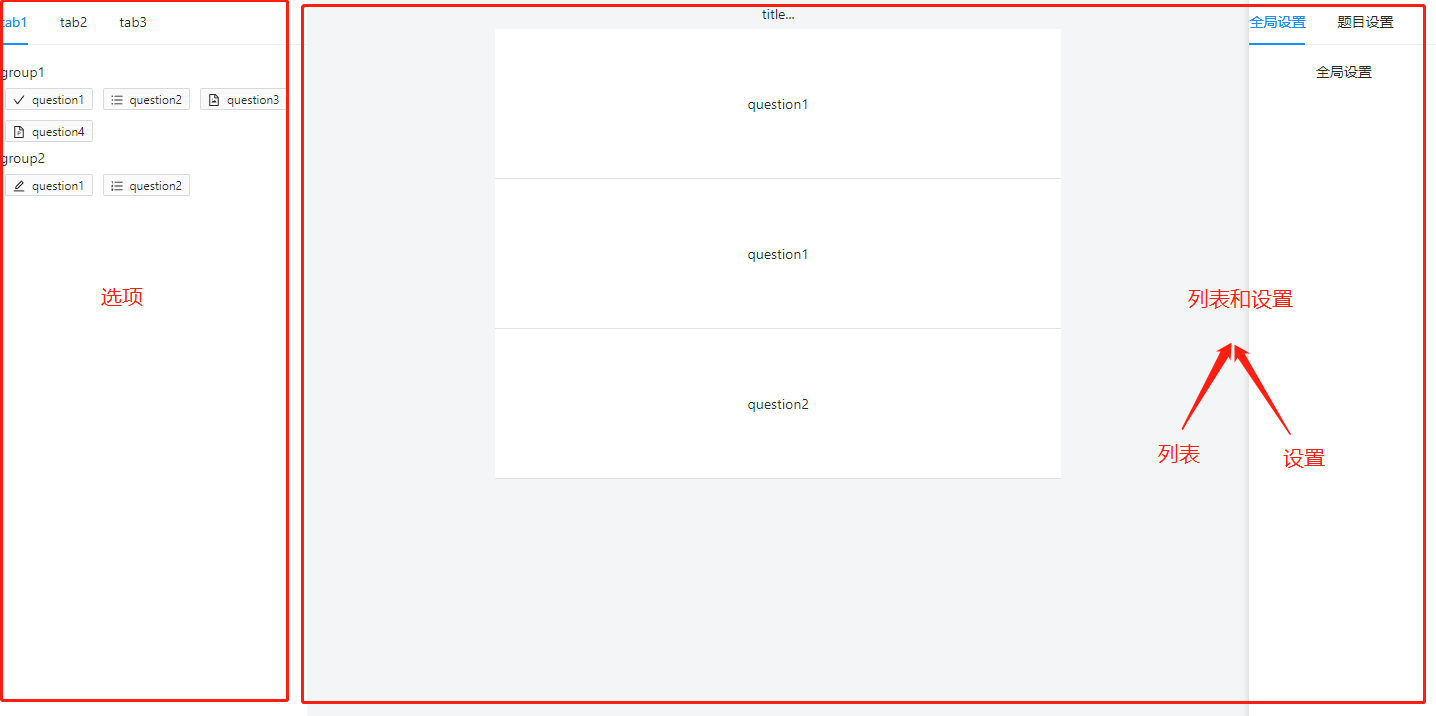 tab1 tab2 tab3
group1
question1 question2 question3
question4
group2
question1 question2
选项
title...
question1
question1
question2
全局设置 题目设置
全局设置
列表和设置
列表 设置